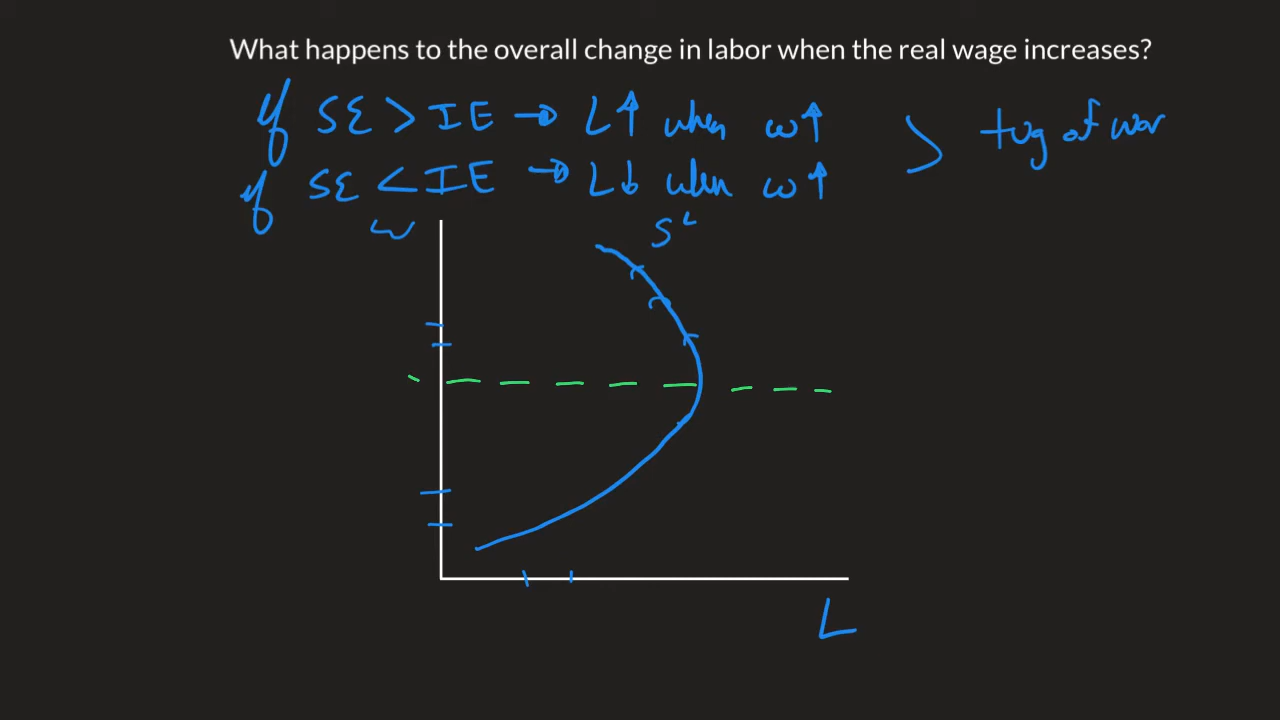 What happens to the overall change in labor when the real wage increases?
If SE > IE → L↑ when w↑
If SE < IE → L↓ when w↑
> tug of war
w
Sᴸ
L